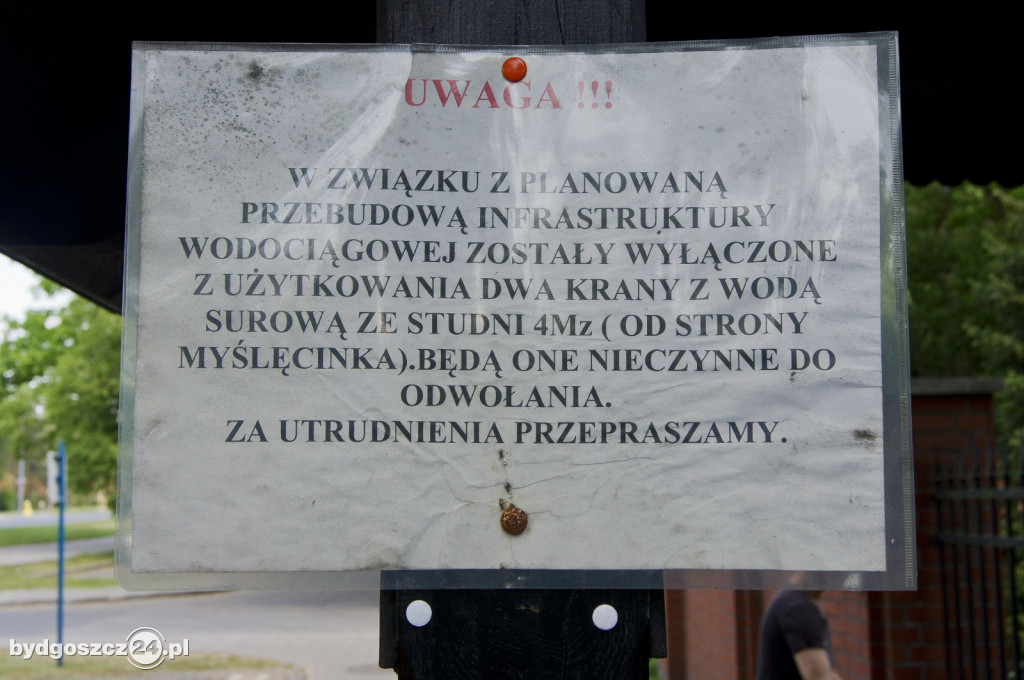 UWAGA !!!
W ZWIĄZKU Z PLANOWANĄ
PRZEBUDOWĄ INFRASTRUKTURY
WODOCIĄGOWEJ ZOSTAŁY WYŁĄCZONE
Z UŻYTKOWANIA DWA KRANY Z WODĄ
SUROWĄ ZE STUDNI 4Mz ( OD STRONY
MYŚLĘCINKA).BĘDĄ ONE NIECZYNNE DO
ODWOŁANIA.
ZA UTRUDNIENIA PRZEPRASZAMY.
bydgoszcz24.pl